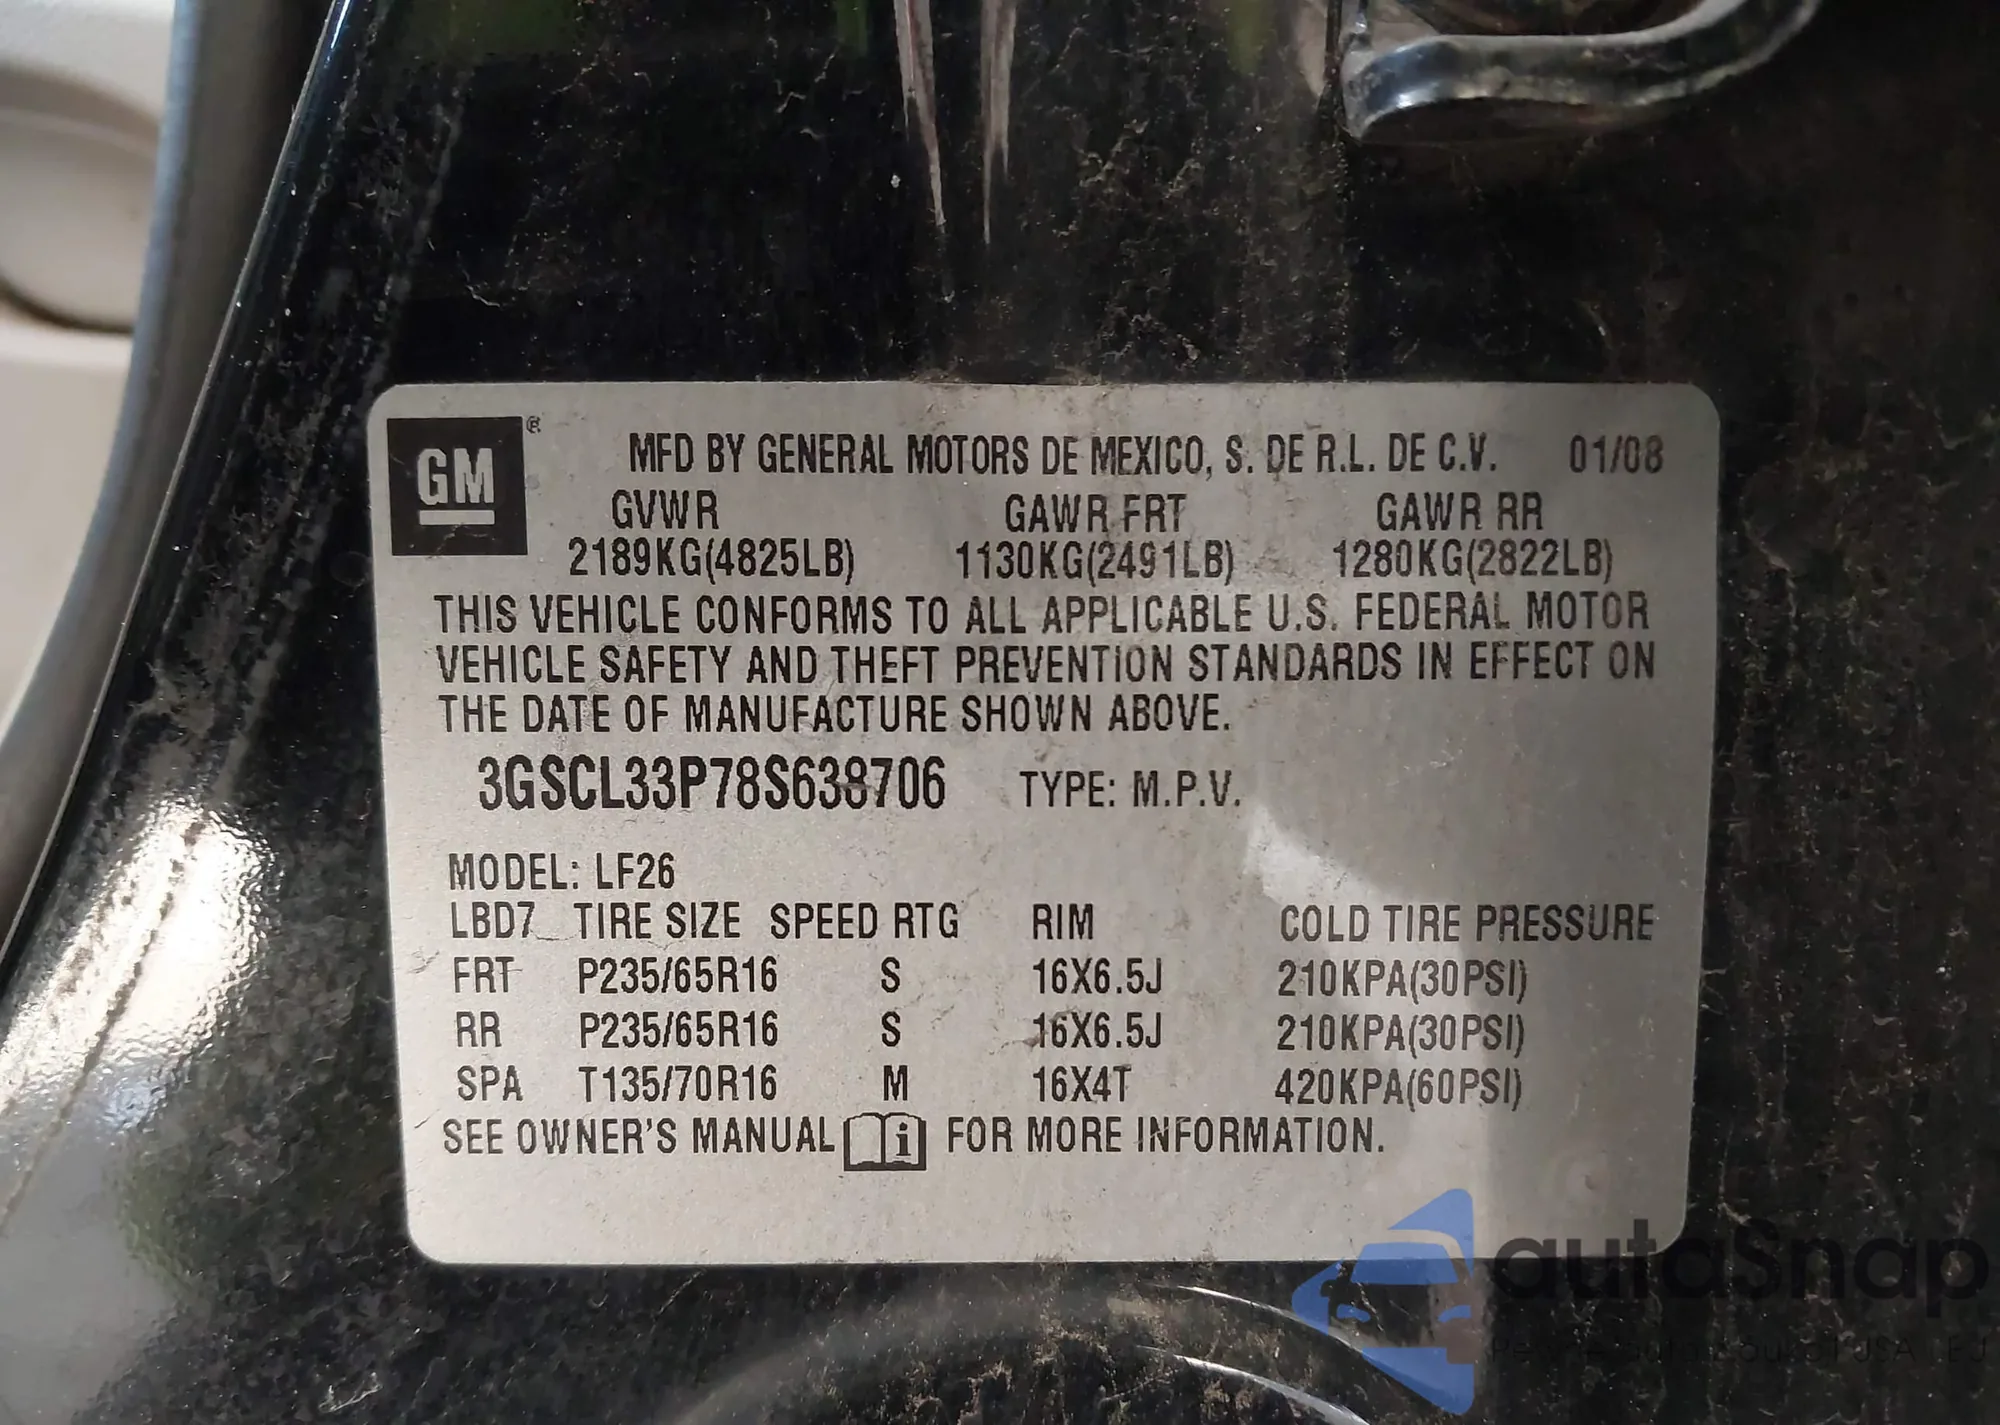 GM ®
MFD BY GENERAL MOTORS DE MEXICO, S. DE R.L. DE C.V. 01/08
GVWR GAWR FRT GAWR RR
2189KG(4825LB) 1130KG(2491LB) 1280KG(2822LB)
THIS VEHICLE CONFORMS TO ALL APPLICABLE U.S. FEDERAL MOTOR
VEHICLE SAFETY AND THEFT PREVENTION STANDARDS IN EFFECT ON
THE DATE OF MANUFACTURE SHOWN ABOVE.
3GSCL33P78S638706 TYPE: M.P.V.
MODEL: LF26
LBD7 TIRE SIZE SPEED RTG RIM COLD TIRE PRESSURE
FRT P235/65R16 S 16X6.5J 210KPA(30PSI)
RR P235/65R16 S 16X6.5J 210KPA(30PSI)
SPA T135/70R16 M 16X4T 420KPA(60PSI)
SEE OWNER'S MANUAL i FOR MORE INFORMATION.
autaSnap